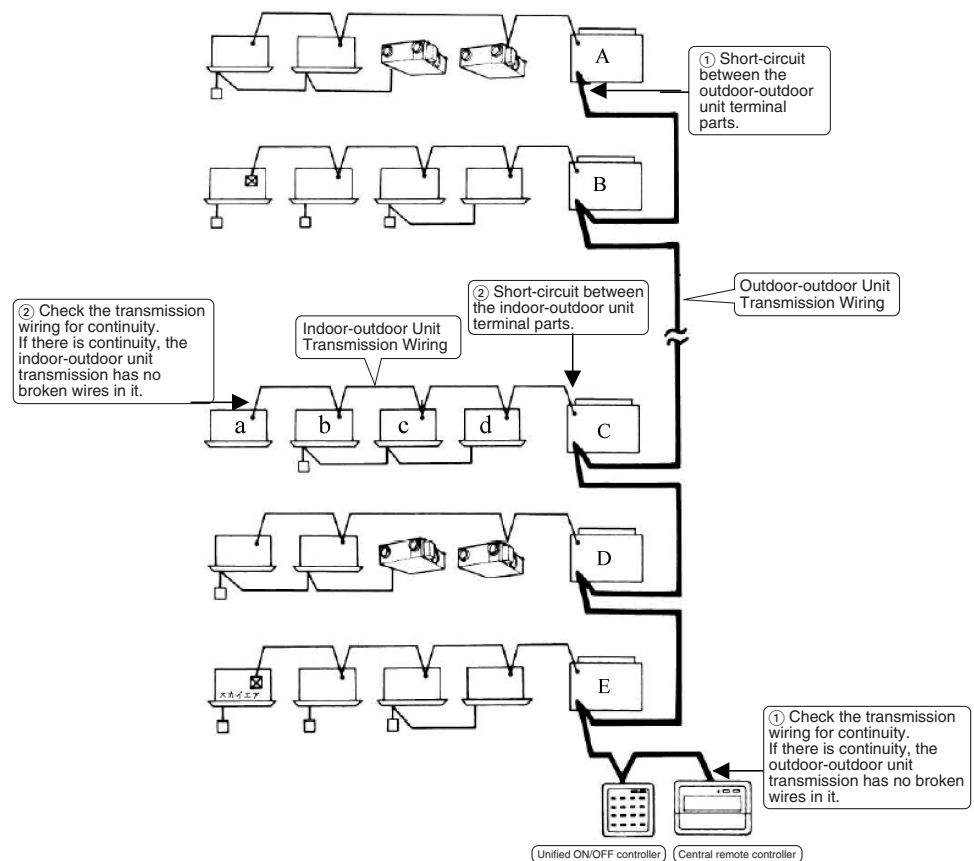 A
① Short-circuit
between the
outdoor-outdoor
unit terminal
parts.
B
Outdoor-outdoor Unit
Transmission Wiring
② Short-circuit between
the indoor-outdoor unit
terminal parts.
② Check the transmission
wiring for continuity.
If there is continuity, the
indoor-outdoor unit
transmission has no
broken wires in it.
Indoor-outdoor Unit
Transmission Wiring
a
b
c
d
C
D
E
スカイエア
① Check the transmission
wiring for continuity.
If there is continuity, the
outdoor-outdoor unit
transmission has no broken
wires in it.
Unified ON/OFF controller
Central remote controller